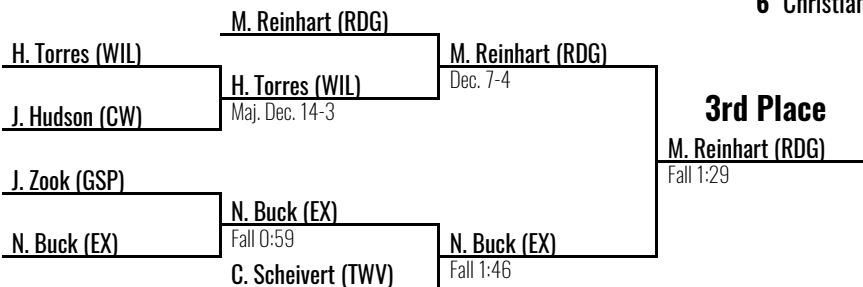 6 Christian
M. Reinhart (RDG)
H. Torres (WIL)
M. Reinhart (RDG)
H. Torres (WIL)
Dec. 7-4
J. Hudson (CW)
Maj. Dec. 14-3
3rd Place
M. Reinhart (RDG)
J. Zook (GSP)
Fall 1:29
N. Buck (EX)
N. Buck (EX)
Fall 0:59
N. Buck (EX)
C. Scheivert (TWV)
Fall 1:46